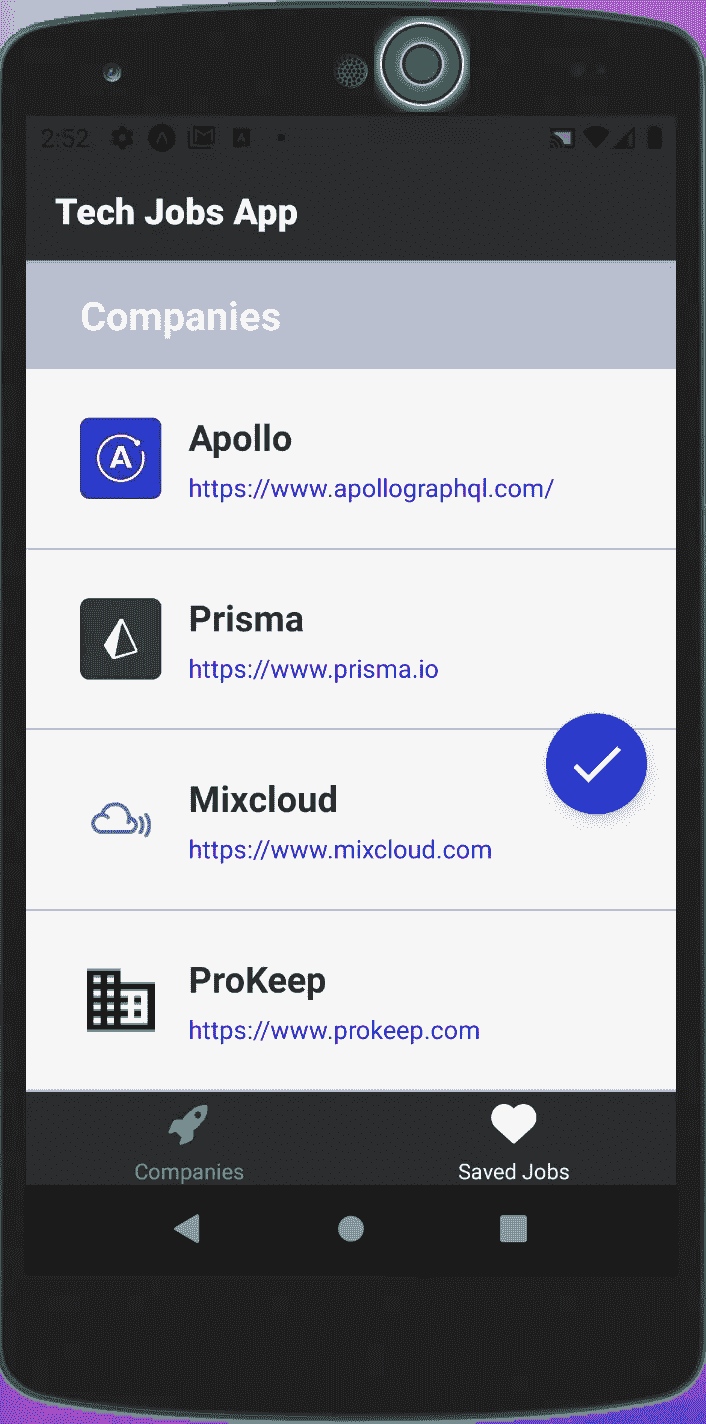 2:52
Tech Jobs App
Companies
Apollo
https://www.apollographql.com/
Prisma
https://www.prisma.io
Mixcloud
https://www.mixcloud.com
ProKeep
https://www.prokeep.com
Companies
Saved Jobs